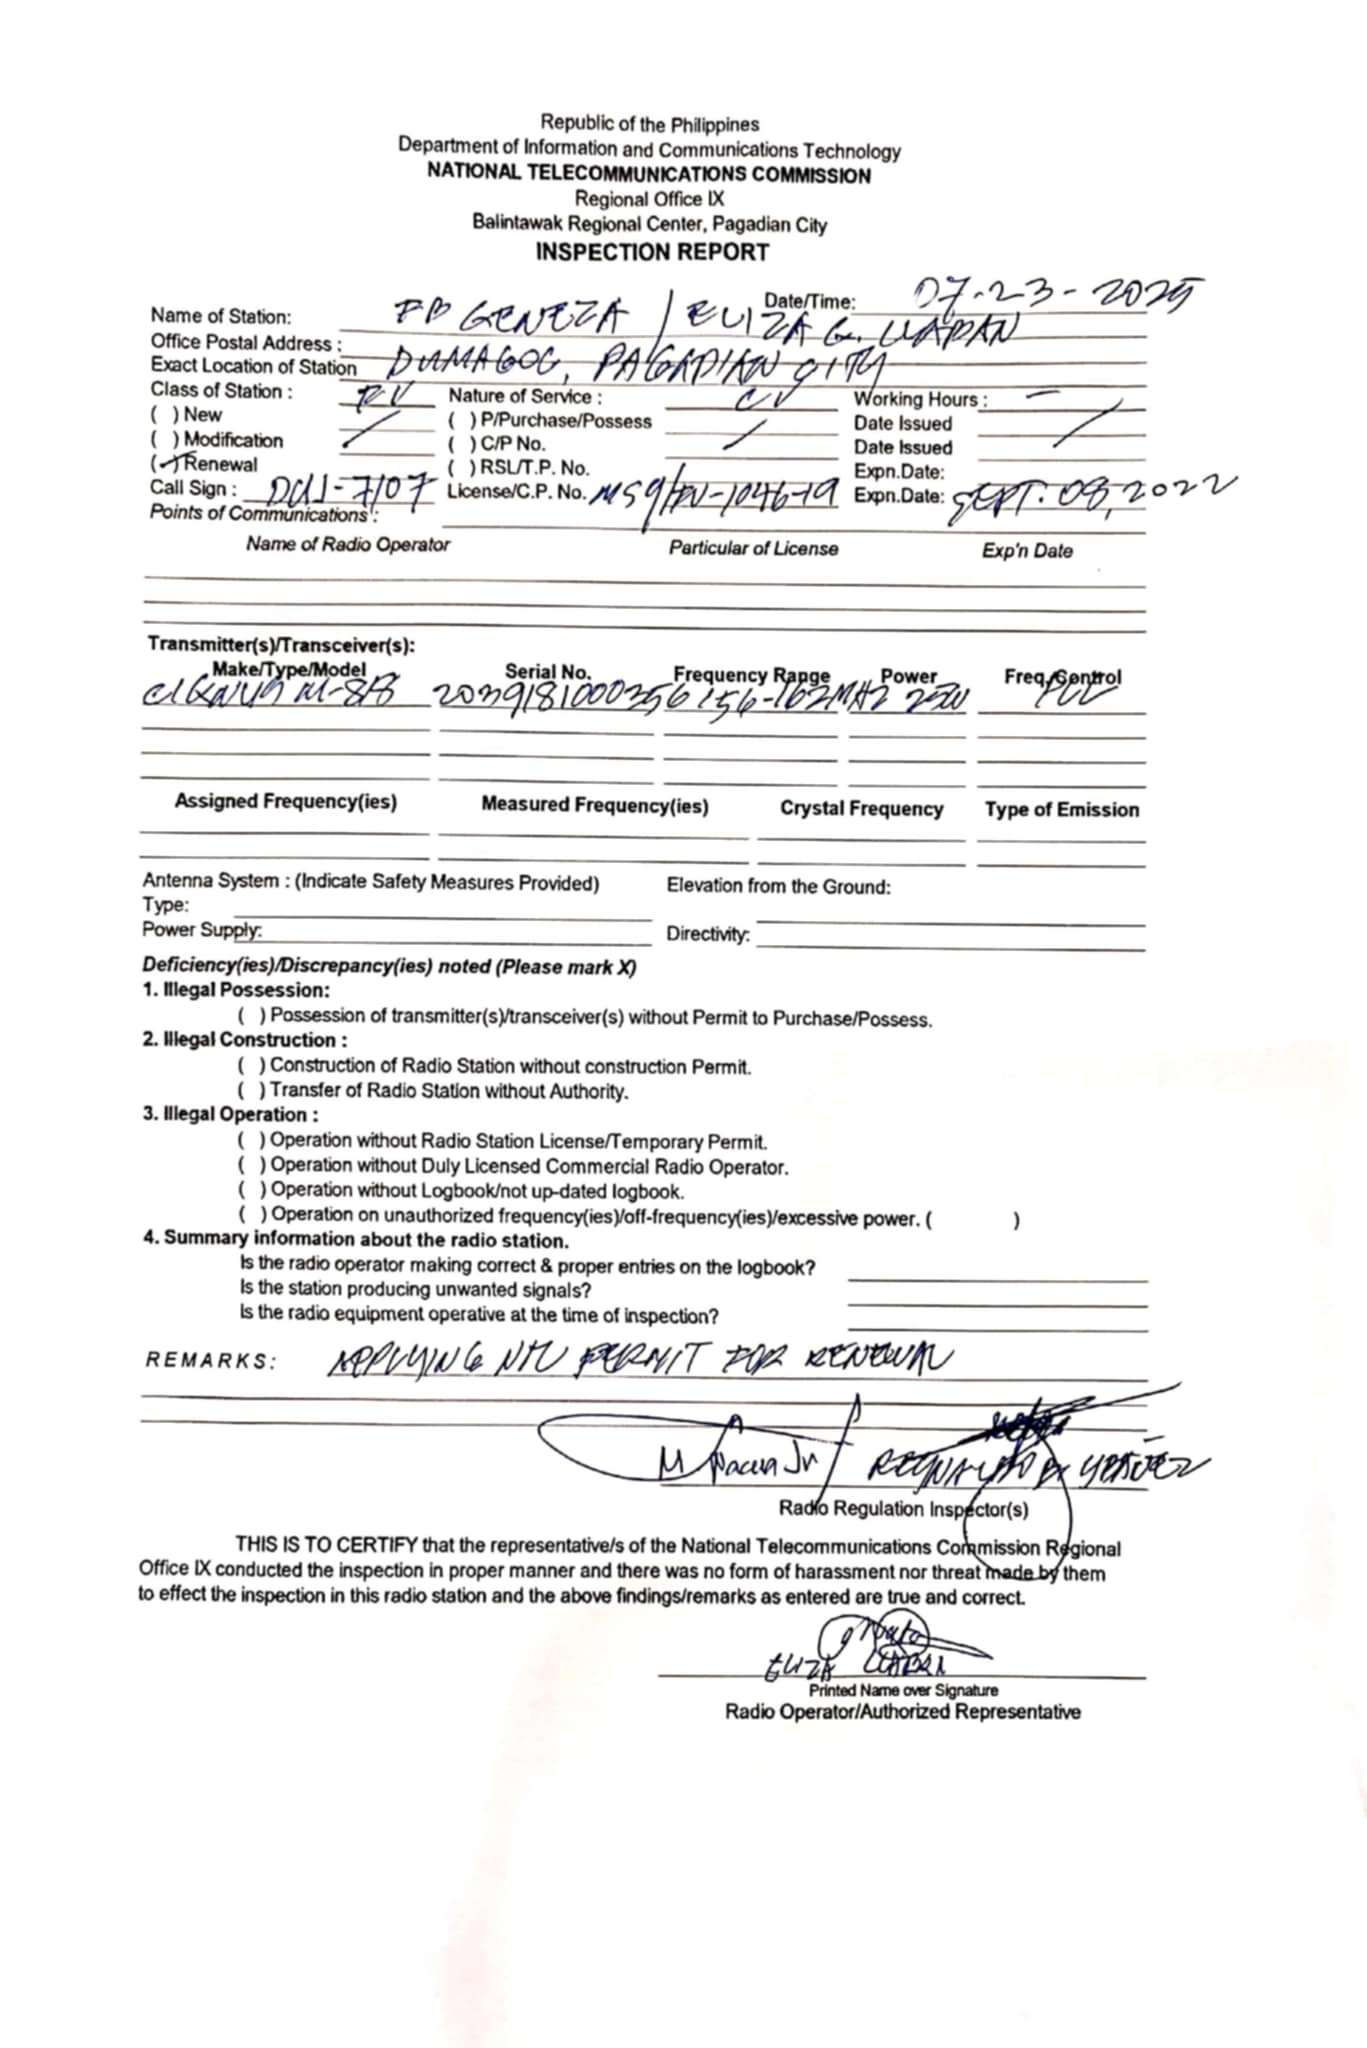 Republic of the Philippines
Department of Information and Communications Technology
NATIONAL TELECOMMUNICATIONS COMMISSION
Regional Office IX
Balintawak Regional Center, Pagadian City
INSPECTION REPORT
Date/Time: 07-23-2025
Name of Station: FB GENEZA / ELIZA G. LLADAN
Office Postal Address :
Exact Location of Station DUMAGOC, PAGADIAN CITY
Class of Station : Nature of Service : CV Working Hours : -
( ) New / ( ) P/Purchase/Possess Date Issued
( ) Modification ( ) C/P No. / Date Issued /
(✓) Renewal ( ) RSL/T.P. No. Expn.Date:
Call Sign : DUJ-7107 License/C.P. No. Expn.Date: SEPT. 08, 2022
Points of Communications :
Name of Radio Operator Particular of License Exp'n Date
Transmitter(s)/Transceiver(s):
Make/Type/Model Serial No. Frequency Range Power Freq.Control
M-8B 2039181000356 156-162MHz 25W PLL
Assigned Frequency(ies) Measured Frequency(ies) Crystal Frequency Type of Emission
Antenna System : (Indicate Safety Measures Provided) Elevation from the Ground:
Type:
Power Supply: Directivity:
Deficiency(ies)/Discrepancy(ies) noted (Please mark X)
1. Illegal Possession:
( ) Possession of transmitter(s)/transceiver(s) without Permit to Purchase/Possess.
2. Illegal Construction :
( ) Construction of Radio Station without construction Permit.
( ) Transfer of Radio Station without Authority.
3. Illegal Operation :
( ) Operation without Radio Station License/Temporary Permit.
( ) Operation without Duly Licensed Commercial Radio Operator.
( ) Operation without Logbook/not up-dated logbook.
( ) Operation on unauthorized frequency(ies)/off-frequency(ies)/excessive power. ( )
4. Summary information about the radio station.
Is the radio operator making correct & proper entries on the logbook?
Is the station producing unwanted signals?
Is the radio equipment operative at the time of inspection?
REMARKS: APPLYING NTC PERMIT FOR RENEWAL
Radio Regulation Inspector(s)
THIS IS TO CERTIFY that the representative/s of the National Telecommunications Commission Regional
Office IX conducted the inspection in proper manner and there was no form of harassment nor threat made by them
to effect the inspection in this radio station and the above findings/remarks as entered are true and correct.
ELIZA
Printed Name over Signature
Radio Operator/Authorized Representative